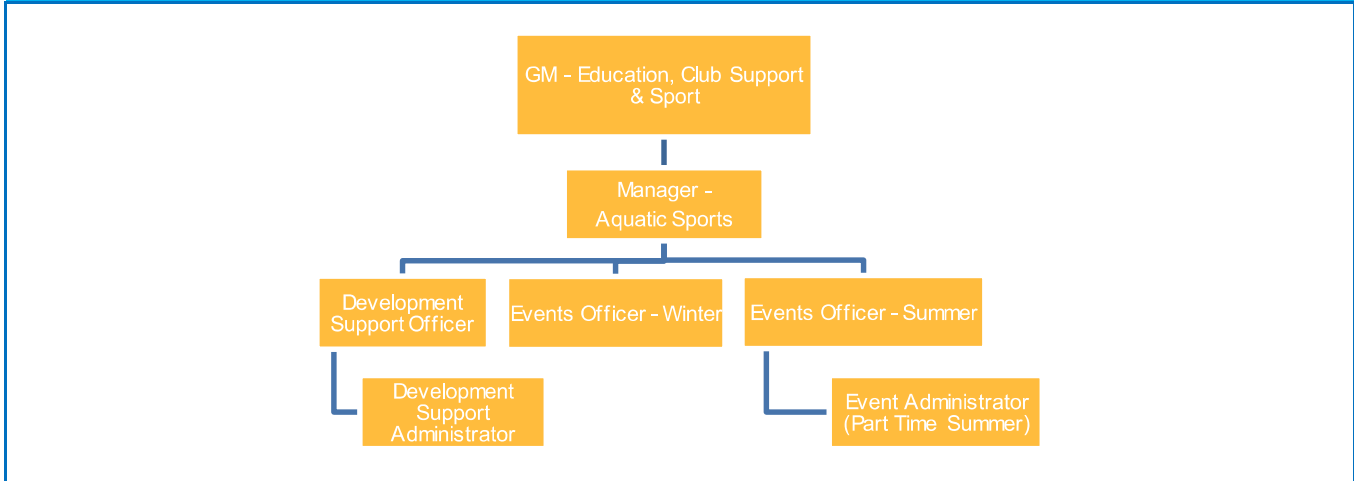 GM - Education, Club Support
& Sport
Manager -
Aquatic Sports
Development
Support Officer
Events Officer - Winter
Events Officer - Summer
Development
Support
Administrator
Event Administrator
(Part Time Summer)